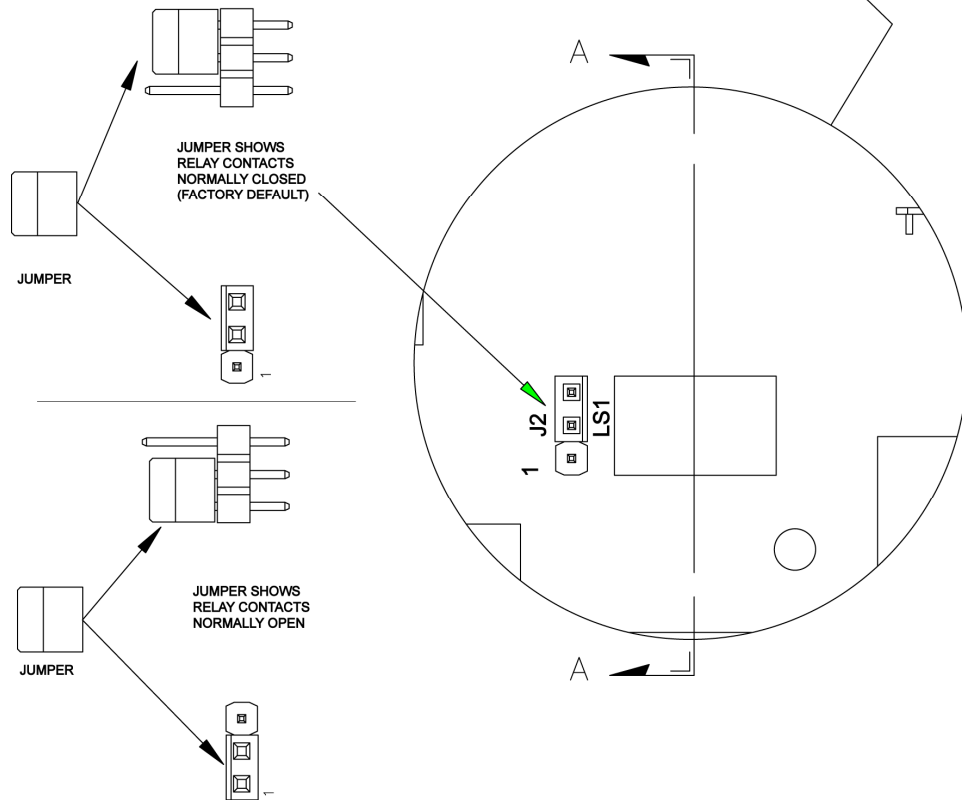 JUMPER SHOWS
RELAY CONTACTS
NORMALLY CLOSED
(FACTORY DEFAULT)
JUMPER
1
JUMPER SHOWS
RELAY CONTACTS
NORMALLY OPEN
JUMPER
1
A
J2
LS1
1
A